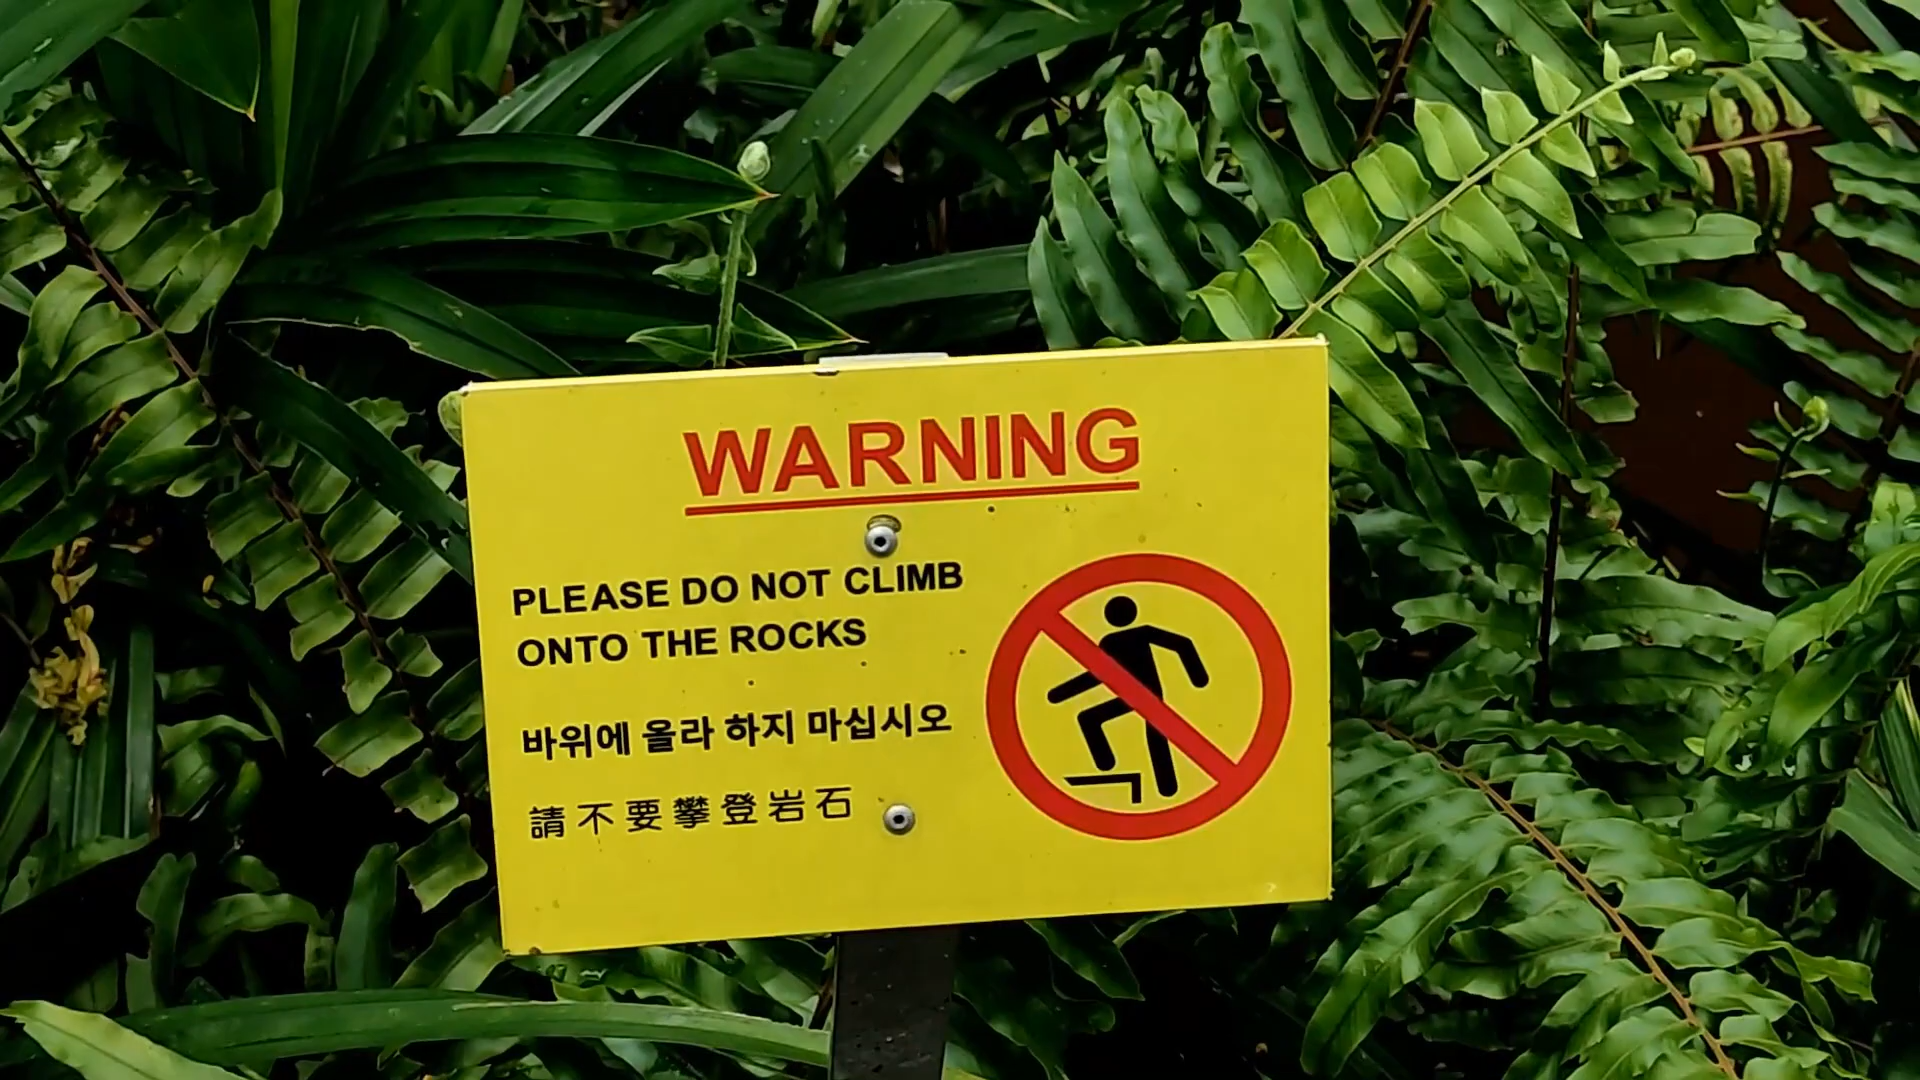 WARNING
PLEASE DO NOT CLIMB
ONTO THE ROCKS
바위에 올라 하지 마십시오
請不要攀登岩石